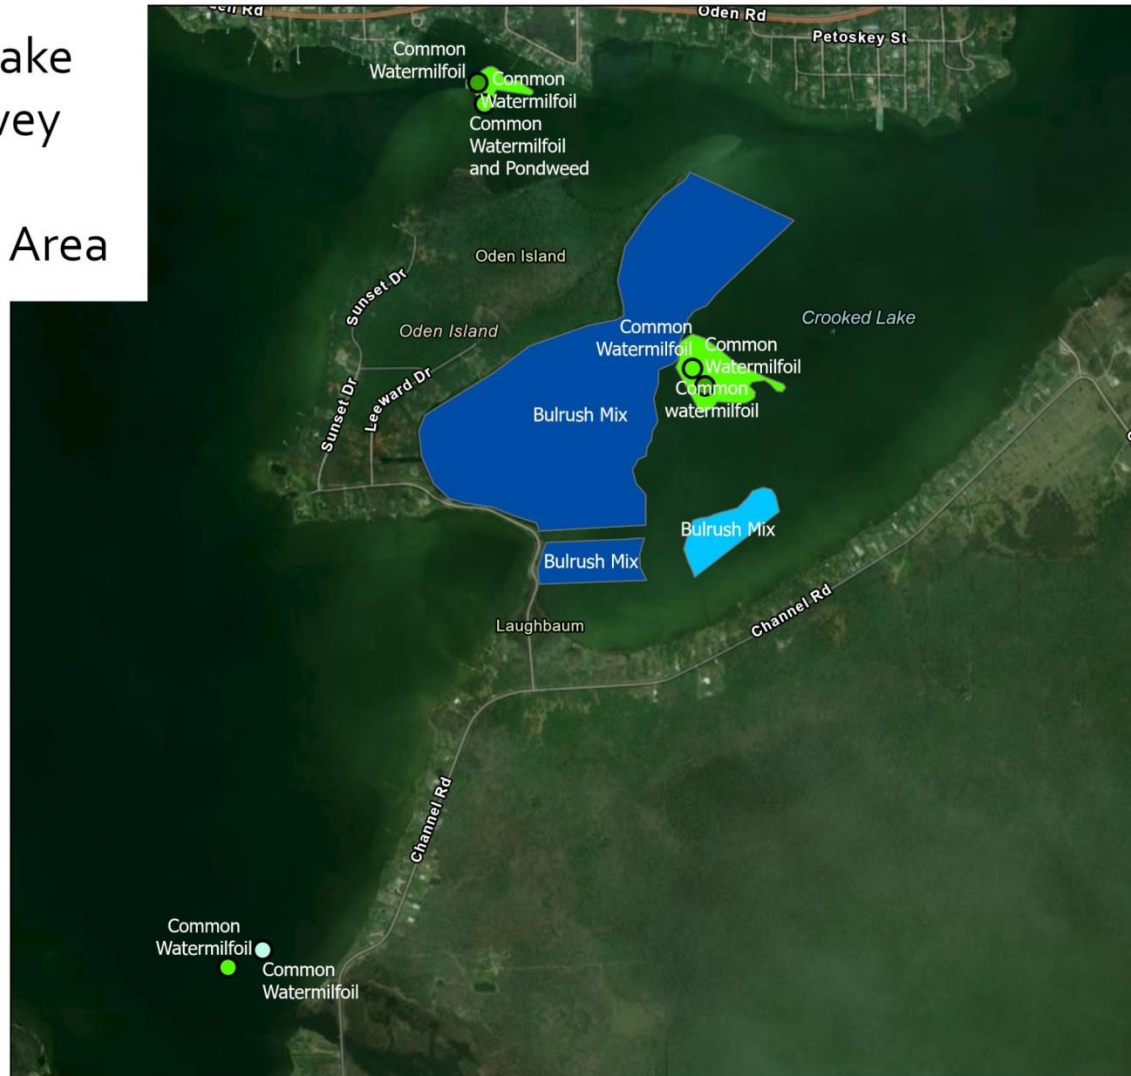 ake
vey
Area
Oden Rd
Petoskey St
Common
Watermilfoil
Common
Watermilfoil
Common
Watermilfoil
and Pondweed
Oden Island
Sunset Dr
Oden Island
Crooked Lake
Common
Watermilfoil
Common
Watermilfoil
Common
watermilfoil
Leeward Dr
Sunset Dr
Bulrush Mix
Bulrush Mix
Bulrush Mix
Channel Rd
Laughbaum
Channel Rd
Common
Watermilfoil
Common
Watermilfoil